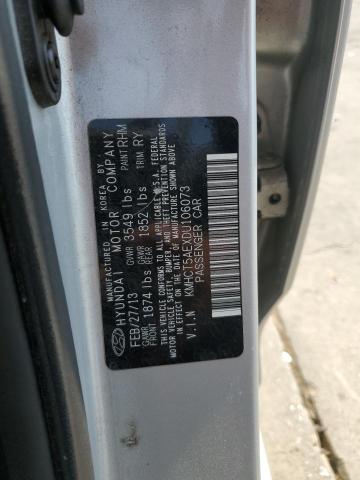 MADE IN KOREA BY
HYUNDAI MOTOR COMPANY
FEB/27/13 GVWR 3549 lbs PAINT RHM
GAWR FRONT 1874 lbs GAWR REAR 1852 lbs TRIM RY
THIS VEHICLE CONFORMS TO ALL APPLICABLE U.S.A. FEDERAL
MOTOR VEHICLE SAFETY, BUMPER, AND THEFT PREVENTION STANDARDS
IN EFFECT ON THE DATE OF MANUFACTURE SHOWN ABOVE.
V.I.N KMHCT5AEXDU106073
PASSENGER CAR